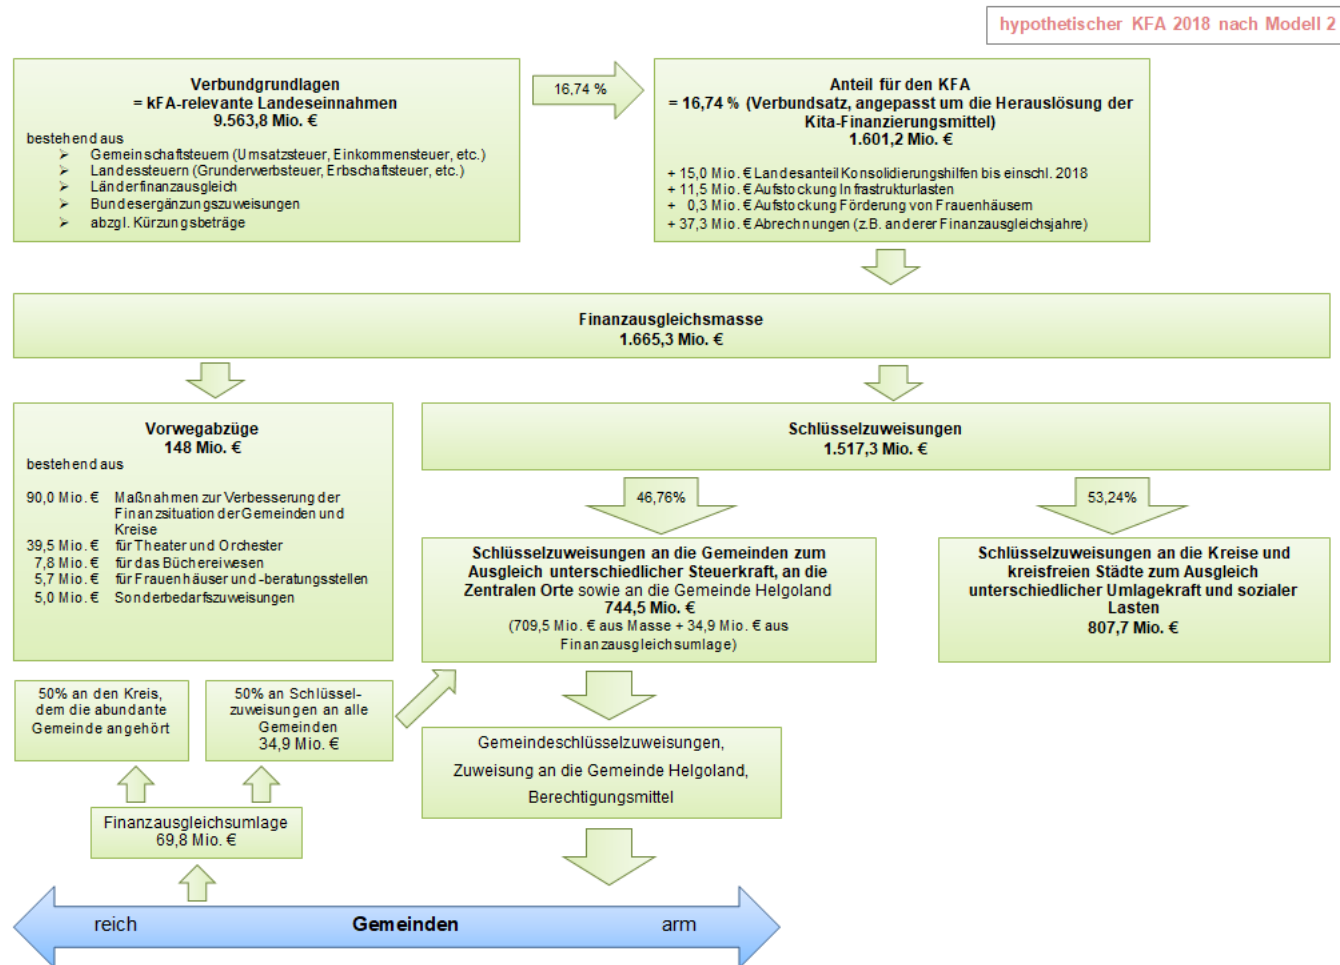 hypothetischer KFA 2018 nach Modell 2
Verbundgrundlagen
= kFA-relevante Landeseinnahmen
9.563,8 Mio. €
bestehend aus
➢ Gemeinschaftsteuern (Umsatzsteuer, Einkommensteuer, etc.)
➢ Landessteuern (Grunderwerbsteuer, Erbschaftsteuer, etc.)
➢ Länderfinanzausgleich
➢ Bundesergänzungszuweisungen
➢ abzgl. Kürzungsbeträge
16,74 %
Anteil für den KFA
= 16,74 % (Verbundsatz, angepasst um die Herauslösung der
Kita-Finanzierungsmittel)
1.601,2 Mio. €
+ 15,0 Mio. € Landesanteil Konsolidierungshilfen bis einschl. 2018
+ 11,5 Mio. € Aufstockung Infrastrukturlasten
+ 0,3 Mio. € Aufstockung Förderung von Frauenhäusern
+ 37,3 Mio. € Abrechnungen (z.B. anderer Finanzausgleichsjahre)
Finanzausgleichsmasse
1.665,3 Mio. €
Vorwegabzüge
148 Mio. €
bestehend aus
90,0 Mio. € Maßnahmen zur Verbesserung der
Finanzsituation der Gemeinden und
Kreise
39,5 Mio. € für Theater und Orchester
7,8 Mio. € für das Büchereiwesen
5,7 Mio. € für Frauenhäuser und -beratungsstellen
5,0 Mio. € Sonderbedarfszuweisungen
Schlüsselzuweisungen
1.517,3 Mio. €
46,76%
53,24%
Schlüsselzuweisungen an die Gemeinden zum
Ausgleich unterschiedlicher Steuerkraft, an die
Zentralen Orte sowie an die Gemeinde Helgoland
744,5 Mio. €
(709,5 Mio. € aus Masse + 34,9 Mio. € aus
Finanzausgleichsumlage)
Schlüsselzuweisungen an die Kreise und
kreisfreien Städte zum Ausgleich
unterschiedlicher Umlagekraft und sozialer
Lasten
807,7 Mio. €
50% an den Kreis,
dem die abundante
Gemeinde angehört
50% an Schlüssel-
zuweisungen an alle
Gemeinden
34,9 Mio. €
Gemeindeschlüsselzuweisungen,
Zuweisung an die Gemeinde Helgoland,
Berechtigungsmittel
Finanzausgleichsumlage
69,8 Mio. €
reich Gemeinden arm